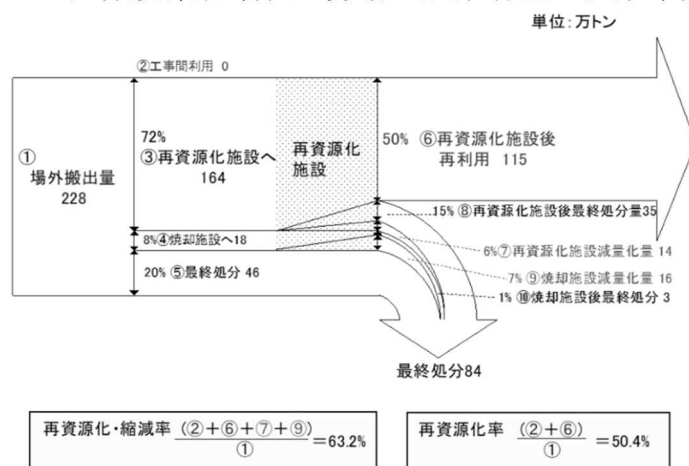 単位：万トン
②工事間利用 0
①
場外搬出量
228
72%
③再資源化施設へ
164
再資源化
施設
50% ⑥再資源化施設後
再利用 115
15% ⑧再資源化施設後最終処分量35
8%④焼却施設へ18
6%⑦再資源化施設減量化量 14
20% ⑤最終処分 46
7% ⑨焼却施設減量化量 16
1% ⑩焼却施設後最終処分 3
最終処分84
再資源化・縮減率 (②+⑥+⑦+⑨)/① =63.2%
再資源化率 (②+⑥)/① =50.4%